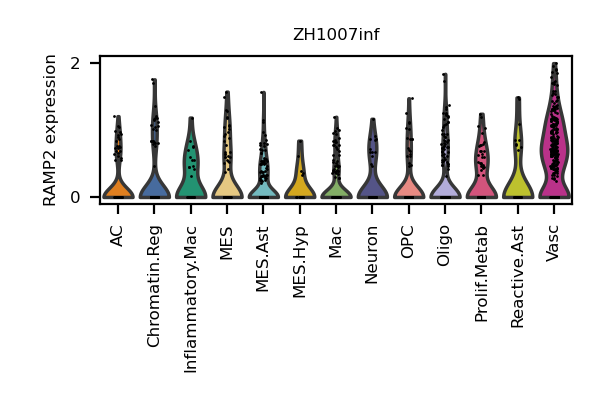 ZH1007inf
RAMP2 expression
2
0
AC
Chromatin.Reg
Inflammatory.Mac
MES
MES.Ast
MES.Hyp
Mac
Neuron
OPC
Oligo
Prolif.Metab
Reactive.Ast
Vasc